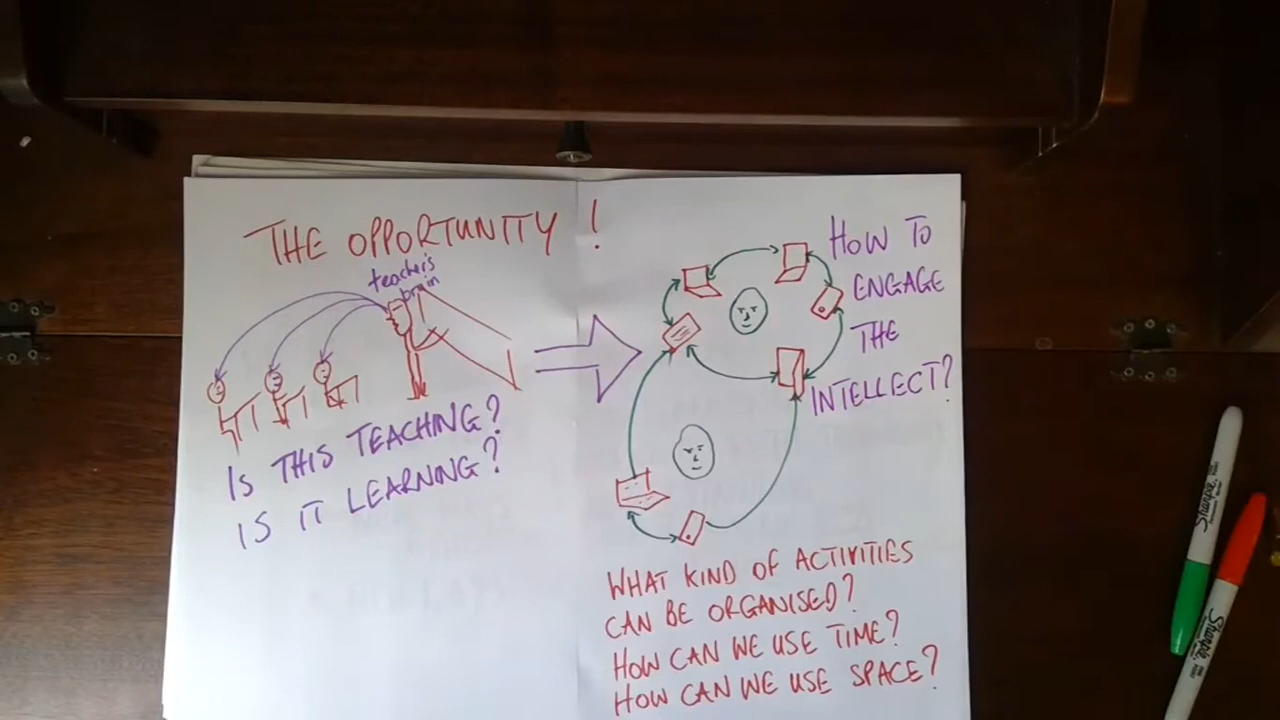 THE OPPORTUNITY!
teacher's
brain
IS THIS TEACHING?
IS IT LEARNING?
HOW TO
ENGAGE
THE
INTELLECT?
WHAT KIND OF ACTIVITIES
CAN BE ORGANISED?
HOW CAN WE USE TIME?
HOW CAN WE USE SPACE?
Sharpie
Sharpie